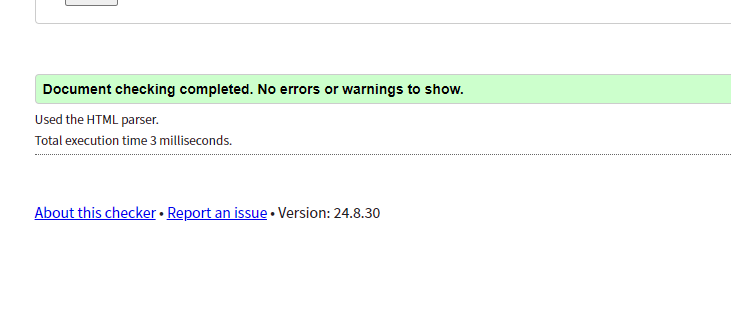 Document checking completed. No errors or warnings to show.
Used the HTML parser.
Total execution time 3 milliseconds.
About this checker • Report an issue • Version: 24.8.30